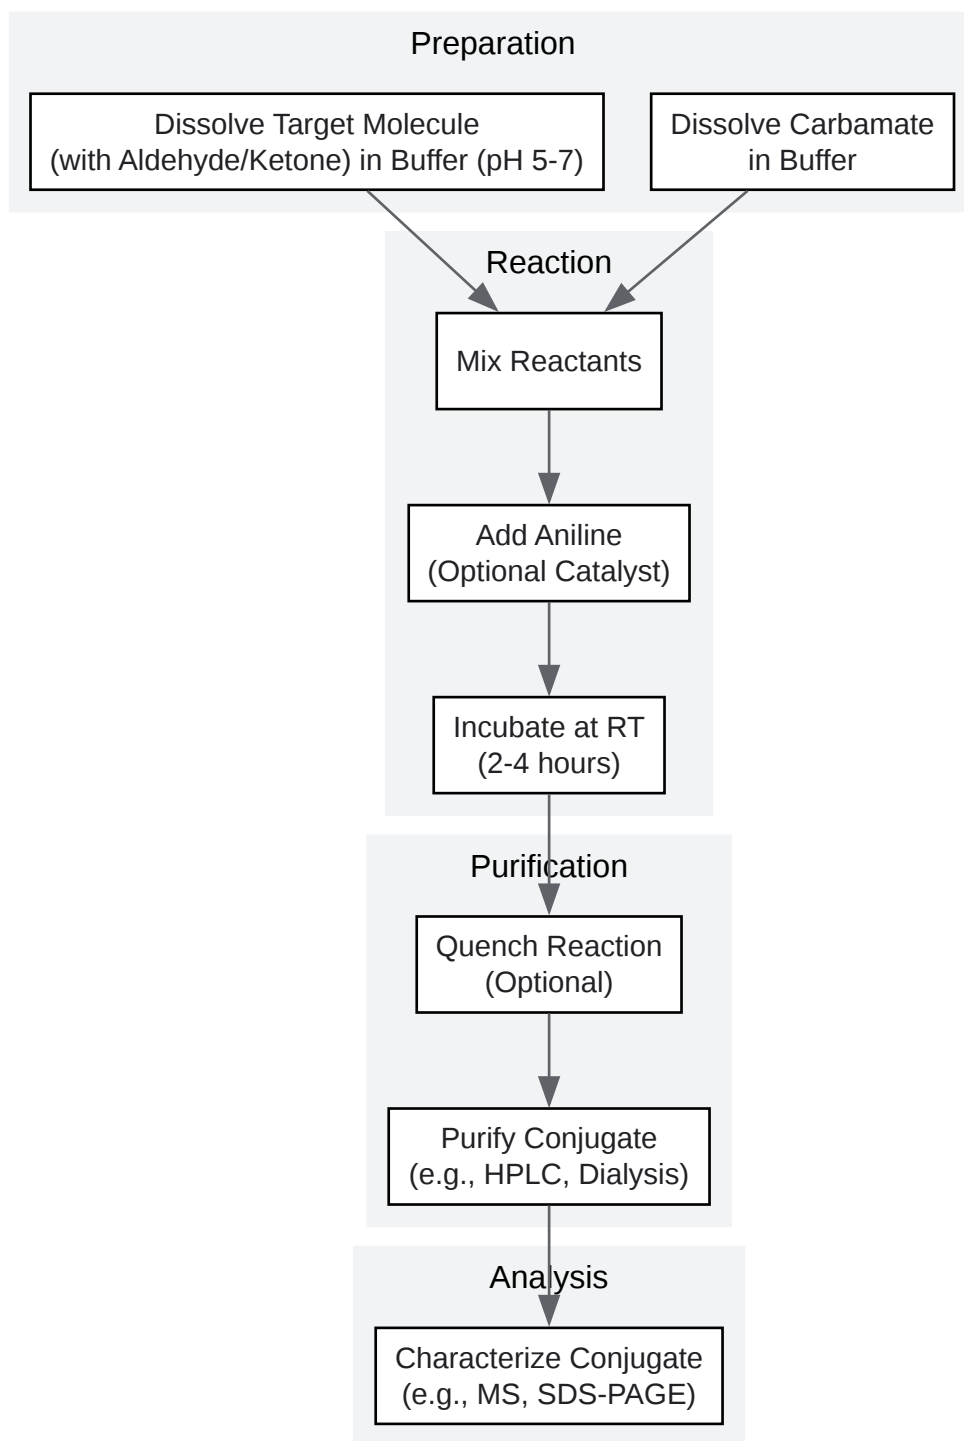 Preparation
Dissolve Target Molecule
(with Aldehyde/Ketone) in Buffer (pH 5-7)
Dissolve Carbamate
in Buffer
Reaction
Mix Reactants
Add Aniline
(Optional Catalyst)
Incubate at RT
(2-4 hours)
Purification
Quench Reaction
(Optional)
Purify Conjugate
(e.g., HPLC, Dialysis)
Analysis
Characterize Conjugate
(e.g., MS, SDS-PAGE)